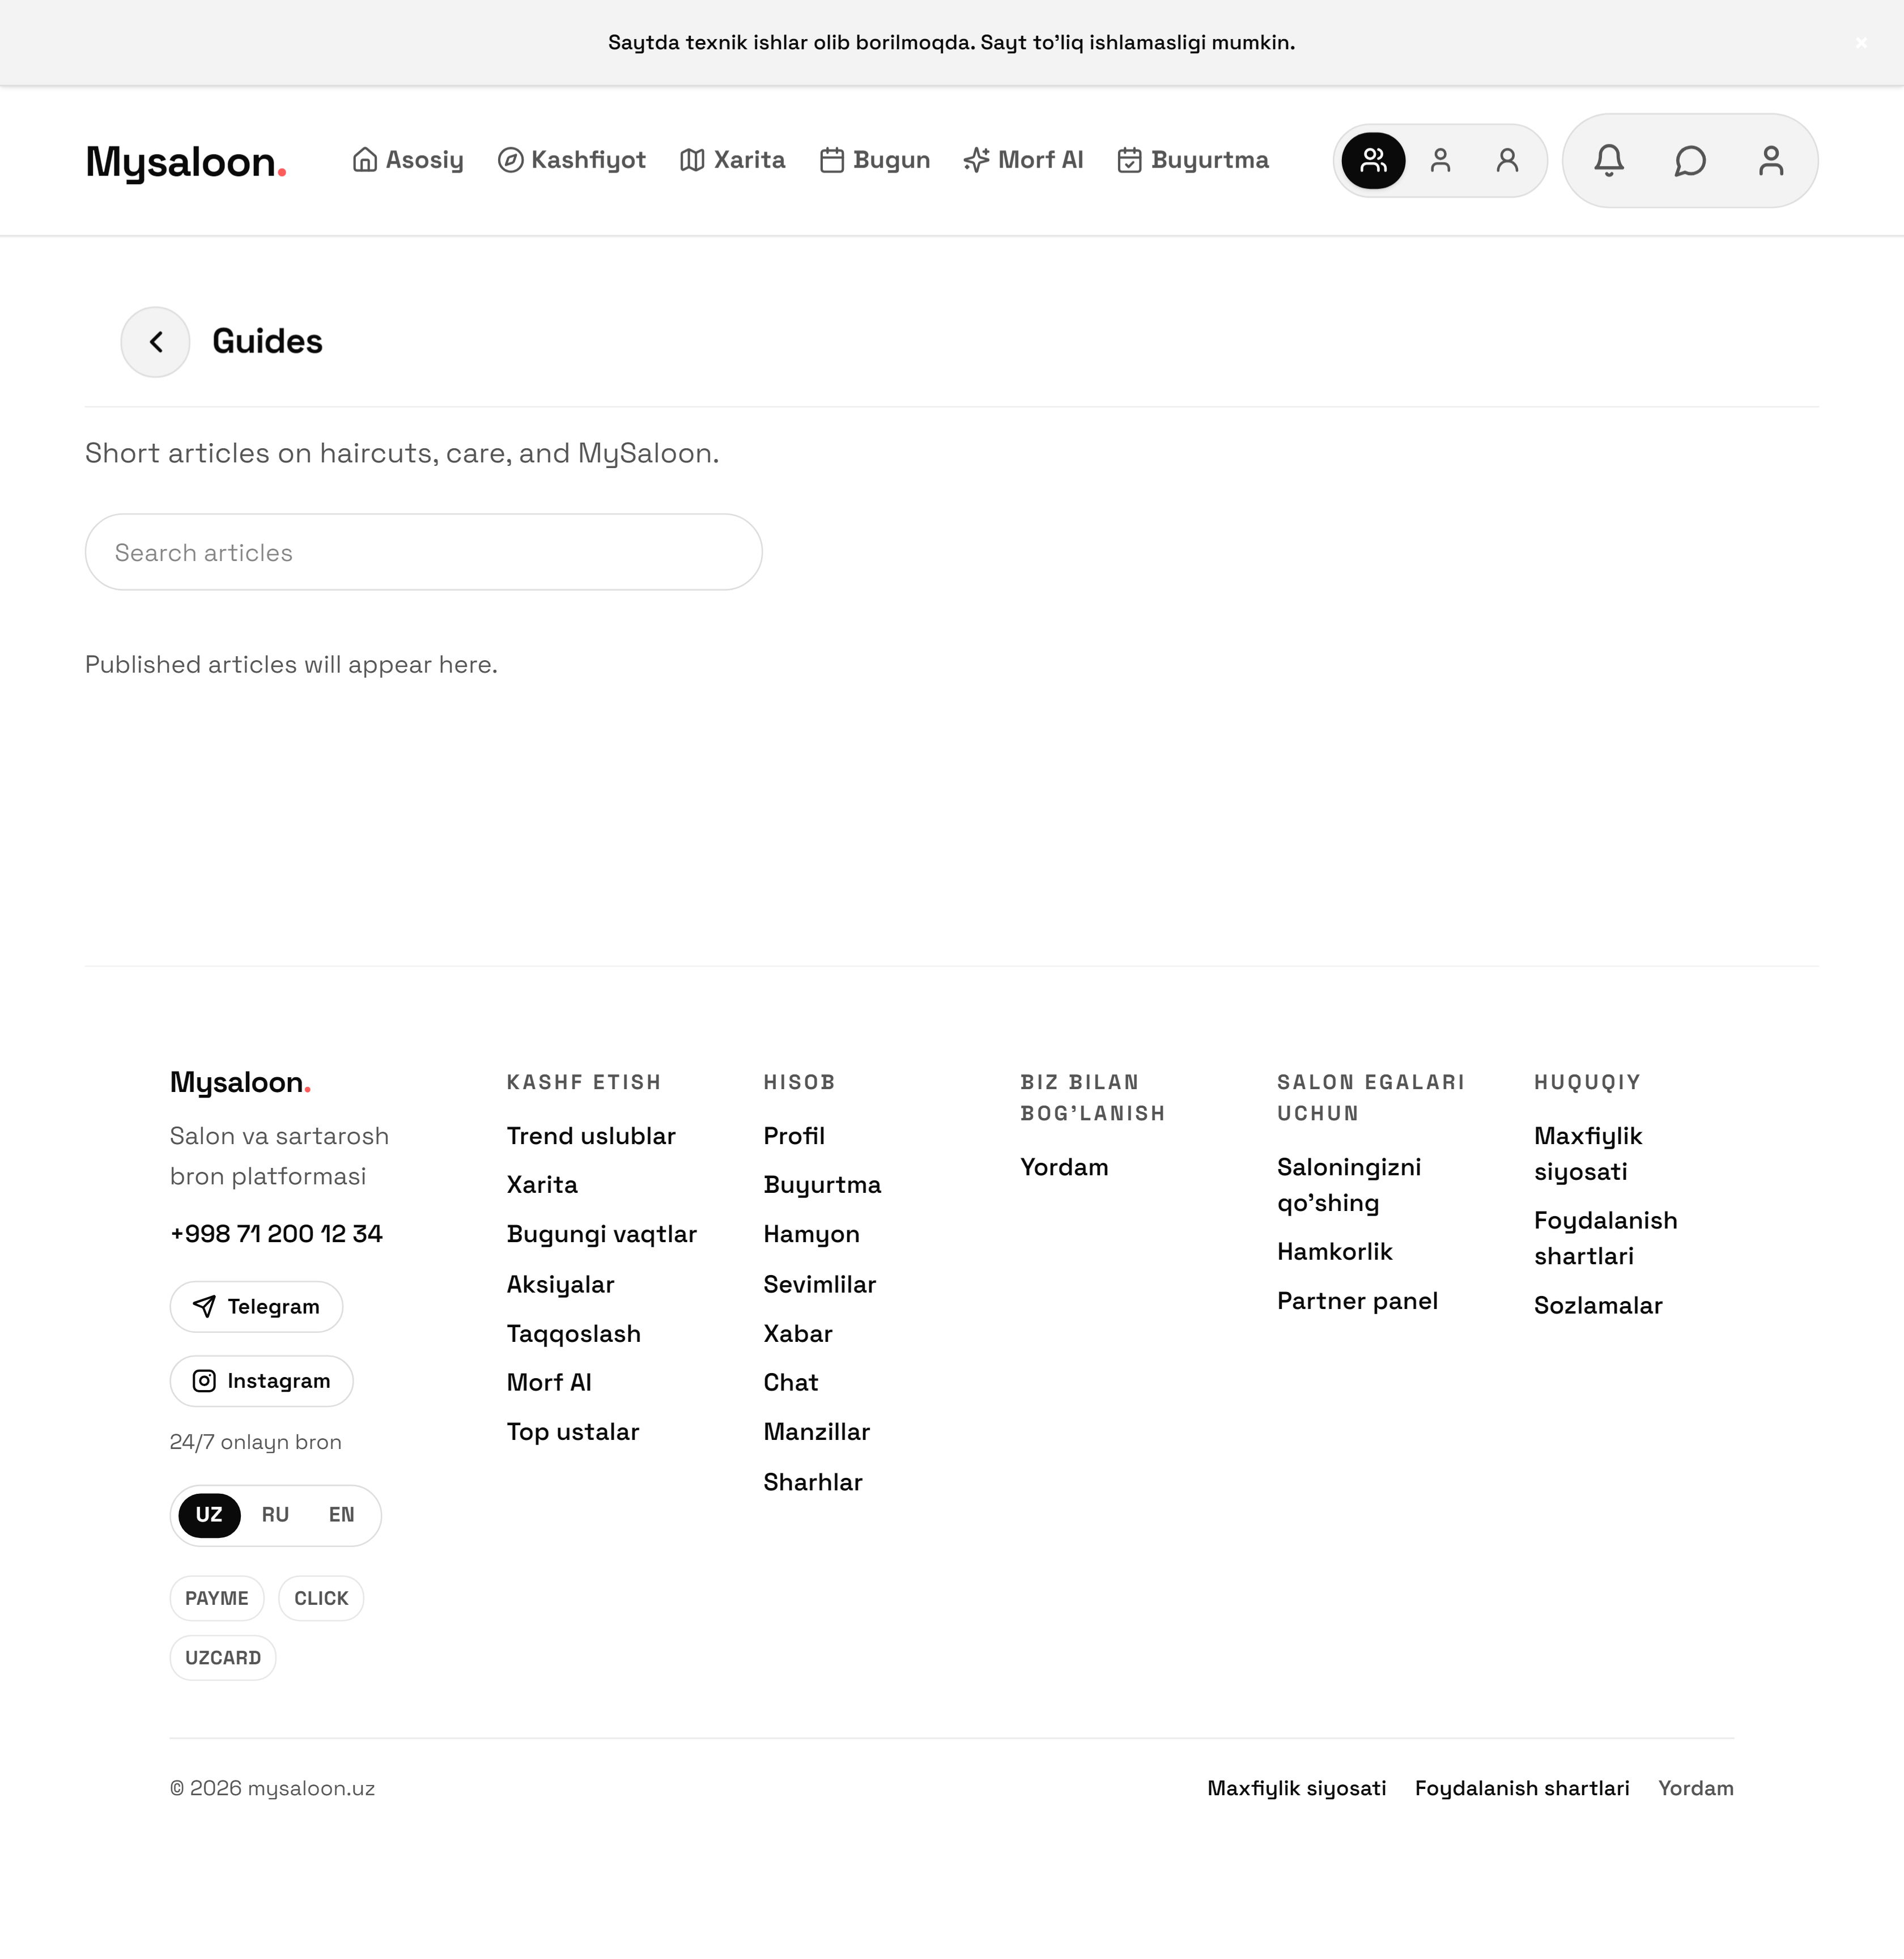 Saytda texnik ishlar olib borilmoqda. Sayt to’liq ishlamasligi mumkin.
×
Mysaloon.
Asosiy
Kashfiyot
Xarita
Bugun
Morf AI
Buyurtma
Guides
Short articles on haircuts, care, and MySaloon.
Search articles
Published articles will appear here.
Mysaloon.
Salon va sartarosh
bron platformasi
+998 71 200 12 34
Telegram
Instagram
24/7 onlayn bron
UZ RU EN
PAYME CLICK
UZCARD
KASHF ETISH
Trend uslublar
Xarita
Bugungi vaqtlar
Aksiyalar
Taqqoslash
Morf AI
Top ustalar
HISOB
Profil
Buyurtma
Hamyon
Sevimlilar
Xabar
Chat
Manzillar
Sharhlar
BIZ BILAN
BOG’LANISH
Yordam
SALON EGALARI
UCHUN
Saloningizni
qo’shing
Hamkorlik
Partner panel
HUQUQIY
Maxfiylik
siyosati
Foydalanish
shartlari
Sozlamalar
© 2026 mysaloon.uz
Maxfiylik siyosati Foydalanish shartlari Yordam